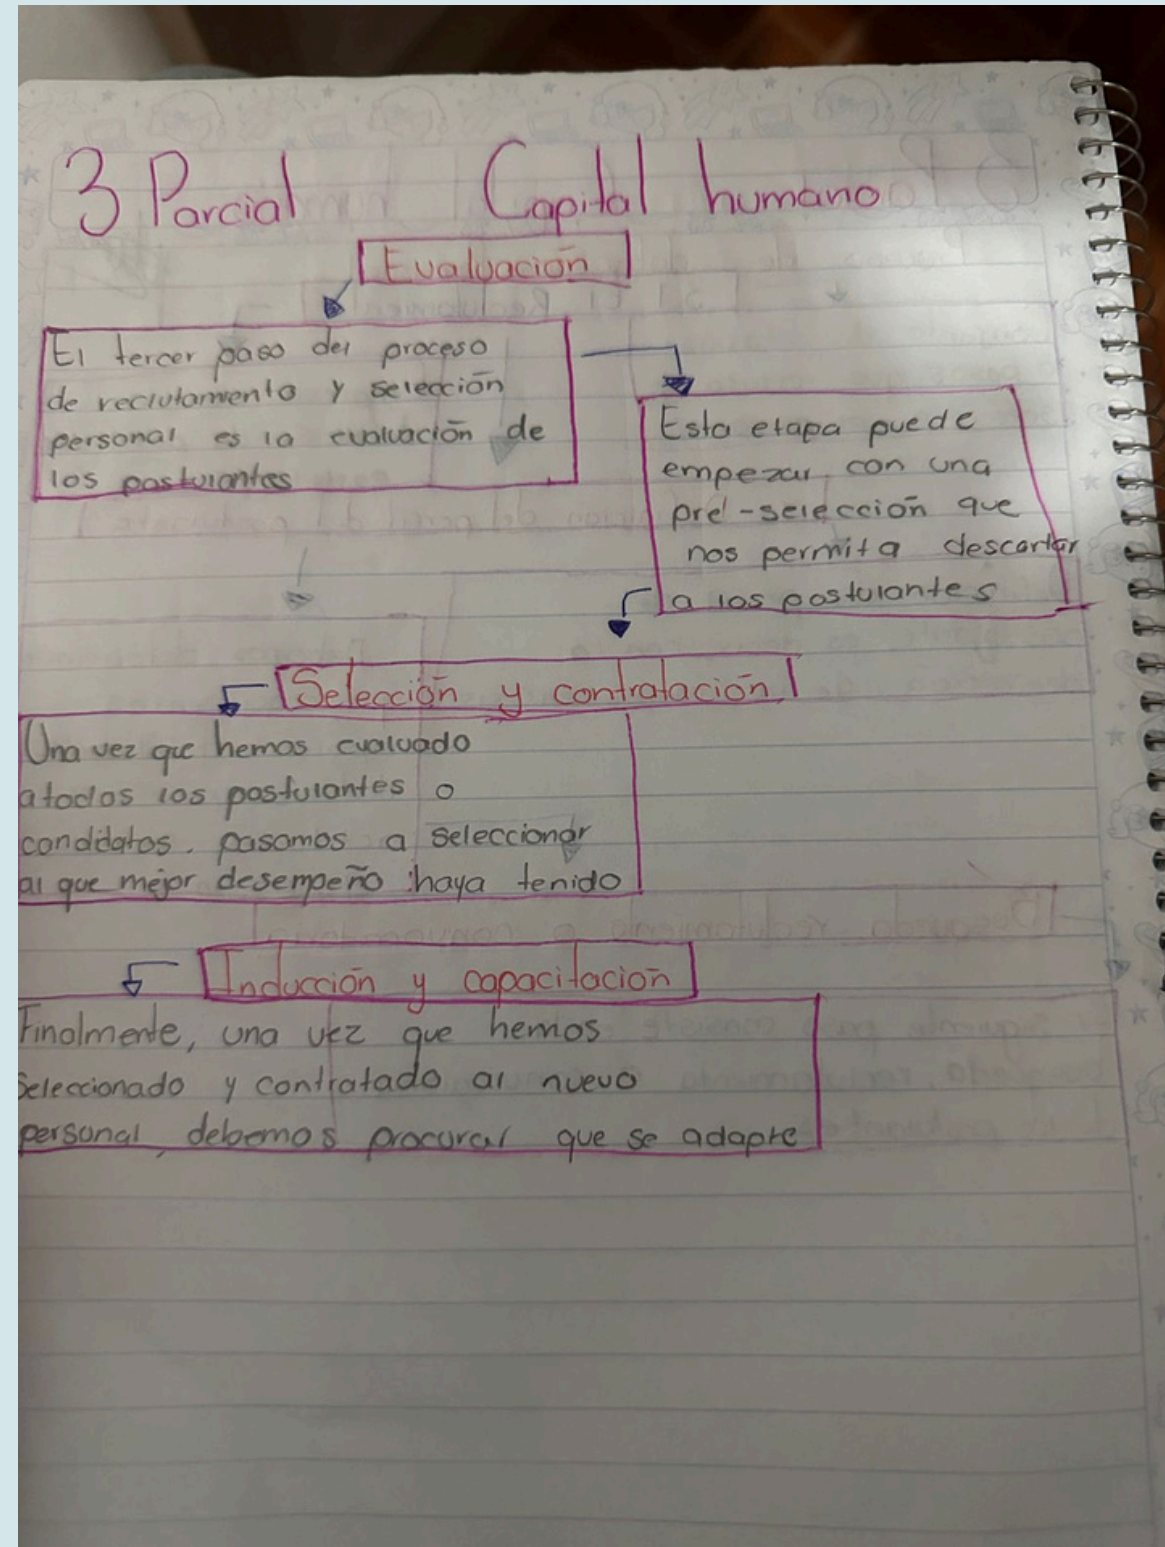 3 Parcial Capital humano
Evaluación
El tercer paso del proceso
de reclutamiento y selección
personal es la evaluación de
los postulantes
Esta etapa puede
empezar con una
pre-selección que
nos permita descartar
a los postulantes
Selección y contratación
Una vez que hemos evaluado
a todos los postulantes o
candidatos. pasamos a seleccionar
al que mejor desempeño haya tenido
Inducción y capacitación
Finalmente, una vez que hemos
seleccionado y contratado al nuevo
personal, debemos procurar que se adapte